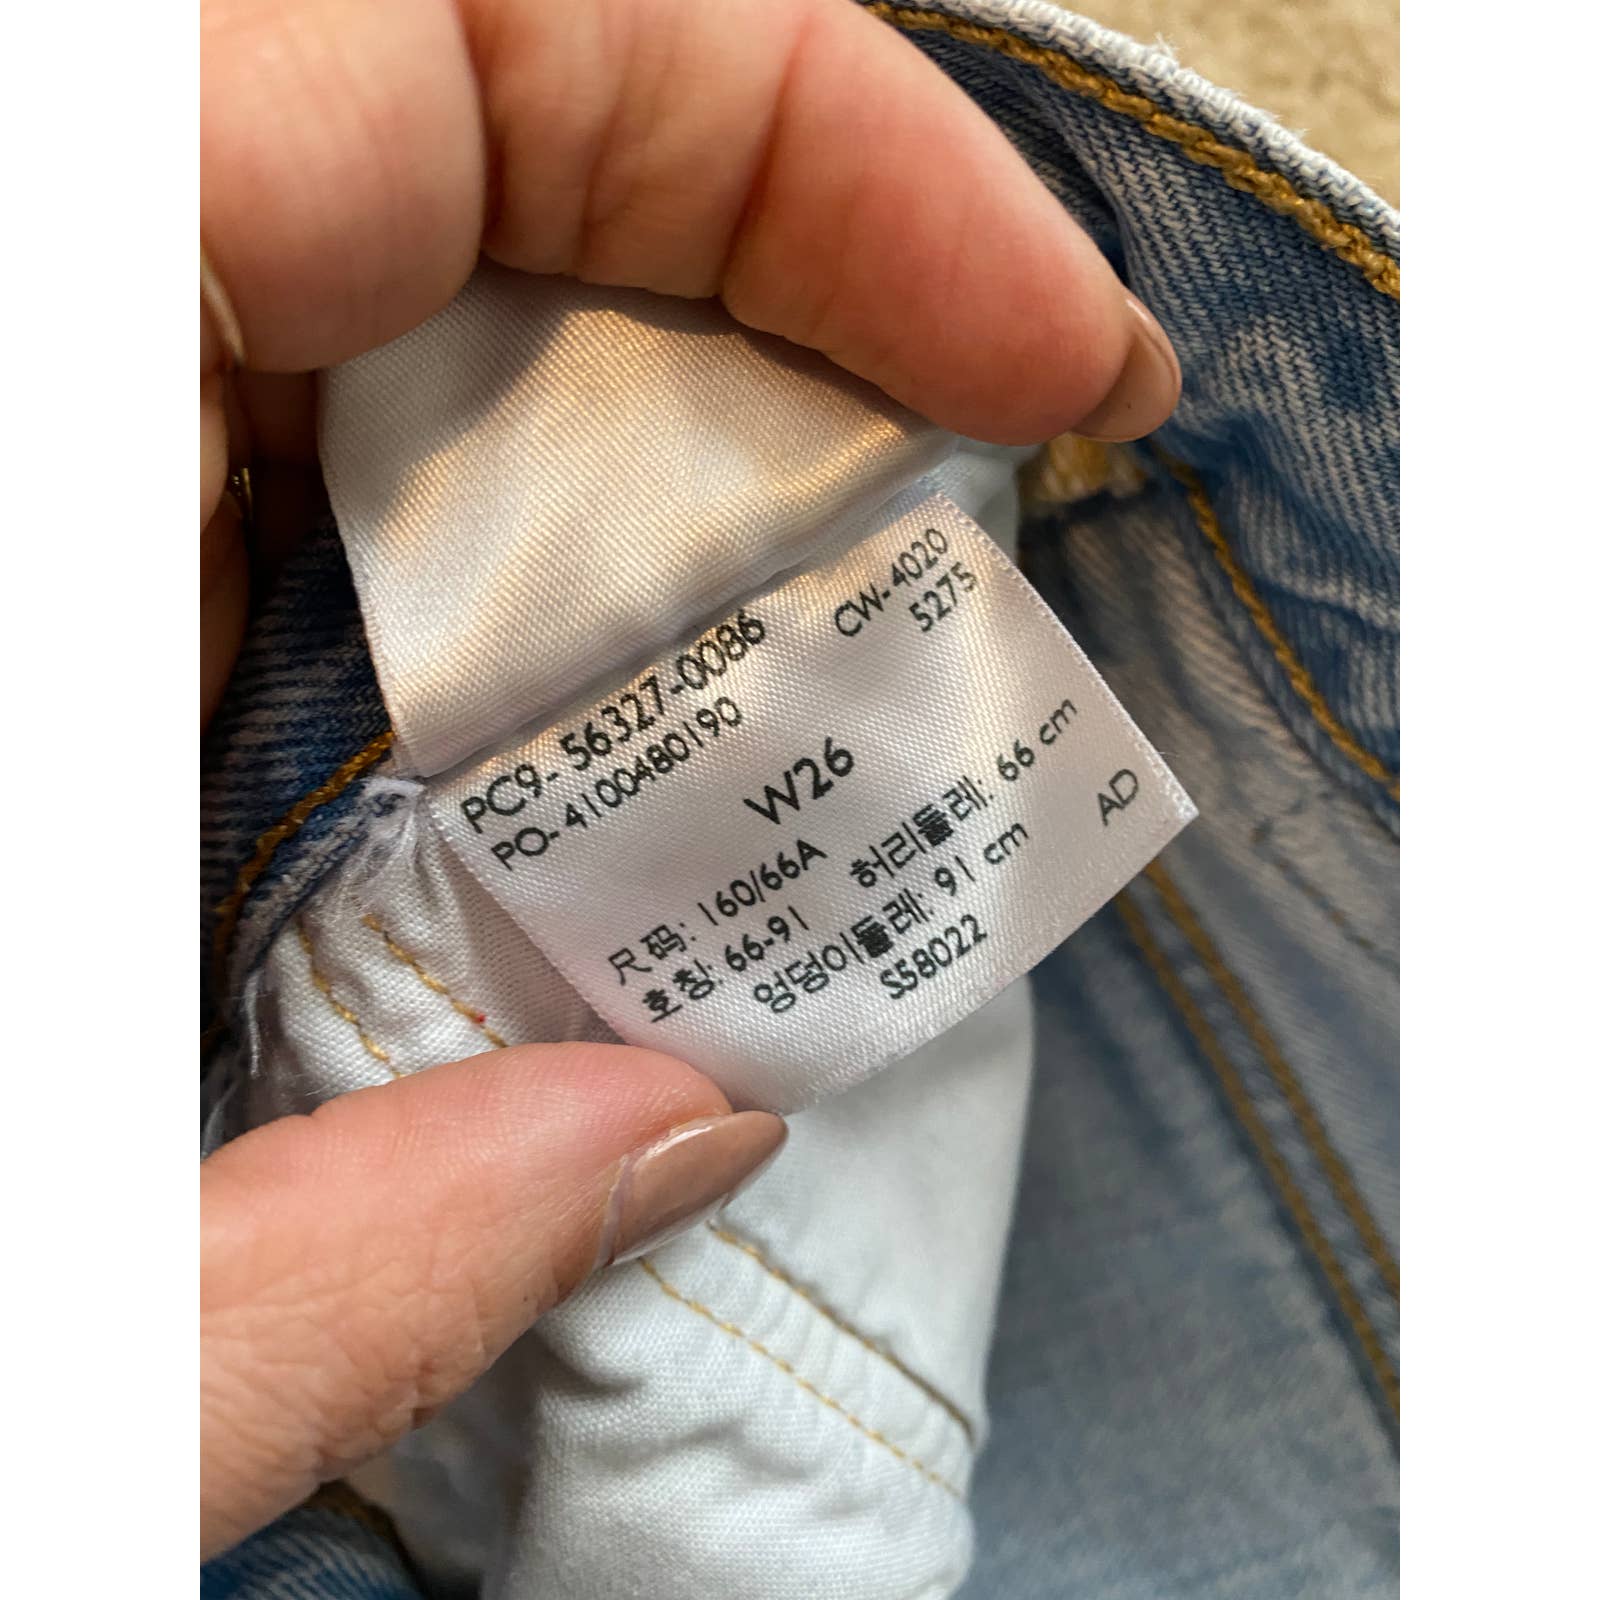 PC9-56327-0086 CW-4020
PO-4100480190 5275
W26
尺码: 160/66A 허리둘레: 66 cm
호칭: 66-91 엉덩이둘레: 91 cm
S58022
AD